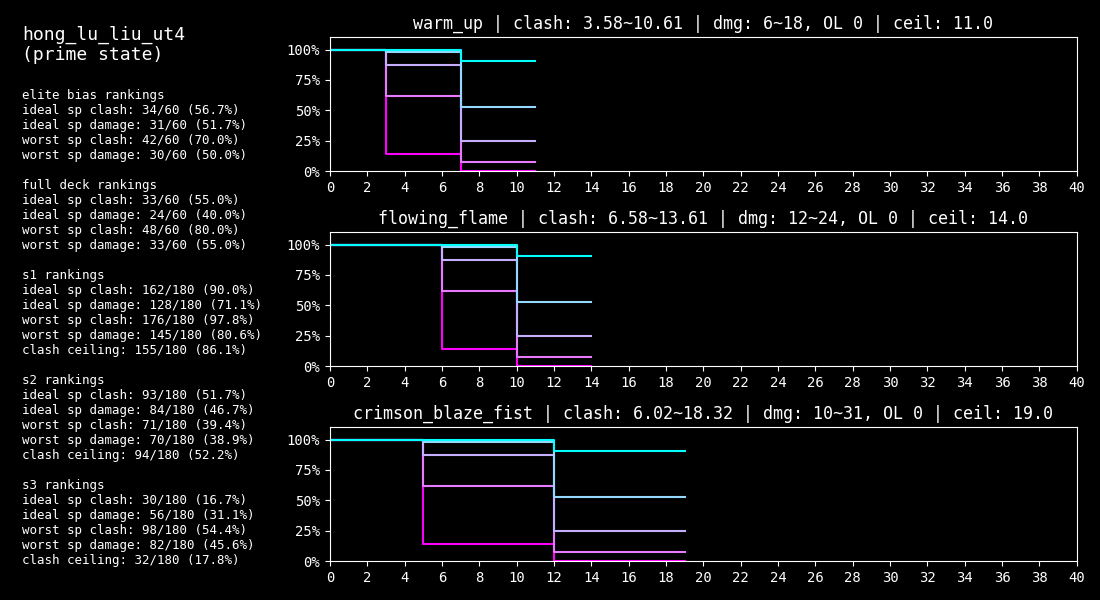 hong_lu_liu_ut4
(prime state)
elite bias rankings
ideal sp clash: 34/60 (56.7%)
ideal sp damage: 31/60 (51.7%)
worst sp clash: 42/60 (70.0%)
worst sp damage: 30/60 (50.0%)
full deck rankings
ideal sp clash: 33/60 (55.0%)
ideal sp damage: 24/60 (40.0%)
worst sp clash: 48/60 (80.0%)
worst sp damage: 33/60 (55.0%)
s1 rankings
ideal sp clash: 162/180 (90.0%)
ideal sp damage: 128/180 (71.1%)
worst sp clash: 176/180 (97.8%)
worst sp damage: 145/180 (80.6%)
clash ceiling: 155/180 (86.1%)
s2 rankings
ideal sp clash: 93/180 (51.7%)
ideal sp damage: 84/180 (46.7%)
worst sp clash: 71/180 (39.4%)
worst sp damage: 70/180 (38.9%)
clash ceiling: 94/180 (52.2%)
s3 rankings
ideal sp clash: 30/180 (16.7%)
ideal sp damage: 56/180 (31.1%)
worst sp clash: 98/180 (54.4%)
worst sp damage: 82/180 (45.6%)
clash ceiling: 32/180 (17.8%)
warm_up | clash: 3.58~10.61 | dmg: 6~18, OL 0 | ceil: 11.0
100%
75%
50%
25%
0%
0 2 4 6 8 10 12 14 16 18 20 22 24 26 28 30 32 34 36 38 40
flowing_flame | clash: 6.58~13.61 | dmg: 12~24, OL 0 | ceil: 14.0
100%
75%
50%
25%
0%
0 2 4 6 8 10 12 14 16 18 20 22 24 26 28 30 32 34 36 38 40
crimson_blaze_fist | clash: 6.02~18.32 | dmg: 10~31, OL 0 | ceil: 19.0
100%
75%
50%
25%
0%
0 2 4 6 8 10 12 14 16 18 20 22 24 26 28 30 32 34 36 38 40